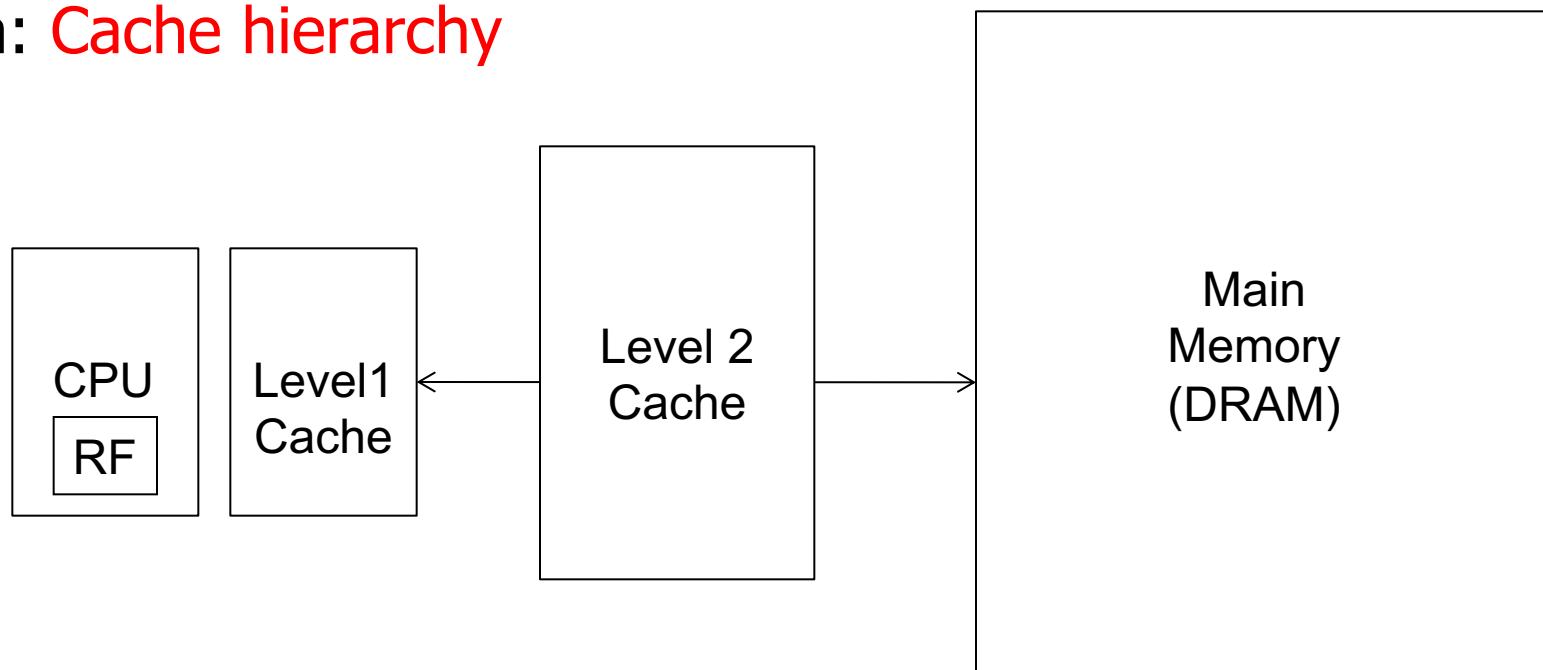 : Cache hierarchy
CPU
RF
Level1
Cache
Level 2
Cache
Main
Memory
(DRAM)